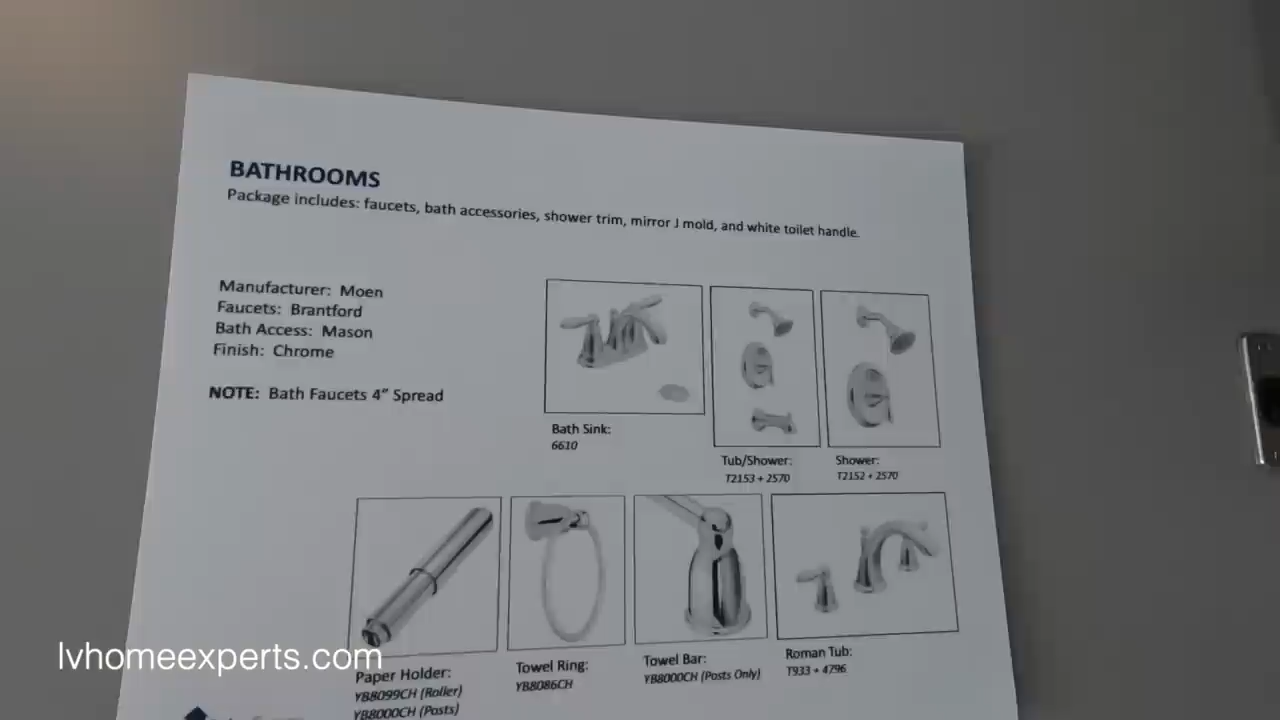 BATHROOMS
Package includes: faucets, bath accessories, shower trim, mirror J mold, and white toilet handle.
Manufacturer: Moen
Faucets: Brantford
Bath Access: Mason
Finish: Chrome
NOTE: Bath Faucets 4” Spread
Bath Sink:
6610
Tub/Shower:
T2153 + 2570
Shower:
T2152 + 2570
Paper Holder:
YB8099CH (Roller)
YB8000CH (Posts)
Towel Ring:
YB8086CH
Towel Bar:
YB8000CH (Posts Only)
Roman Tub:
T933 + 4796
lvhomeexperts.com